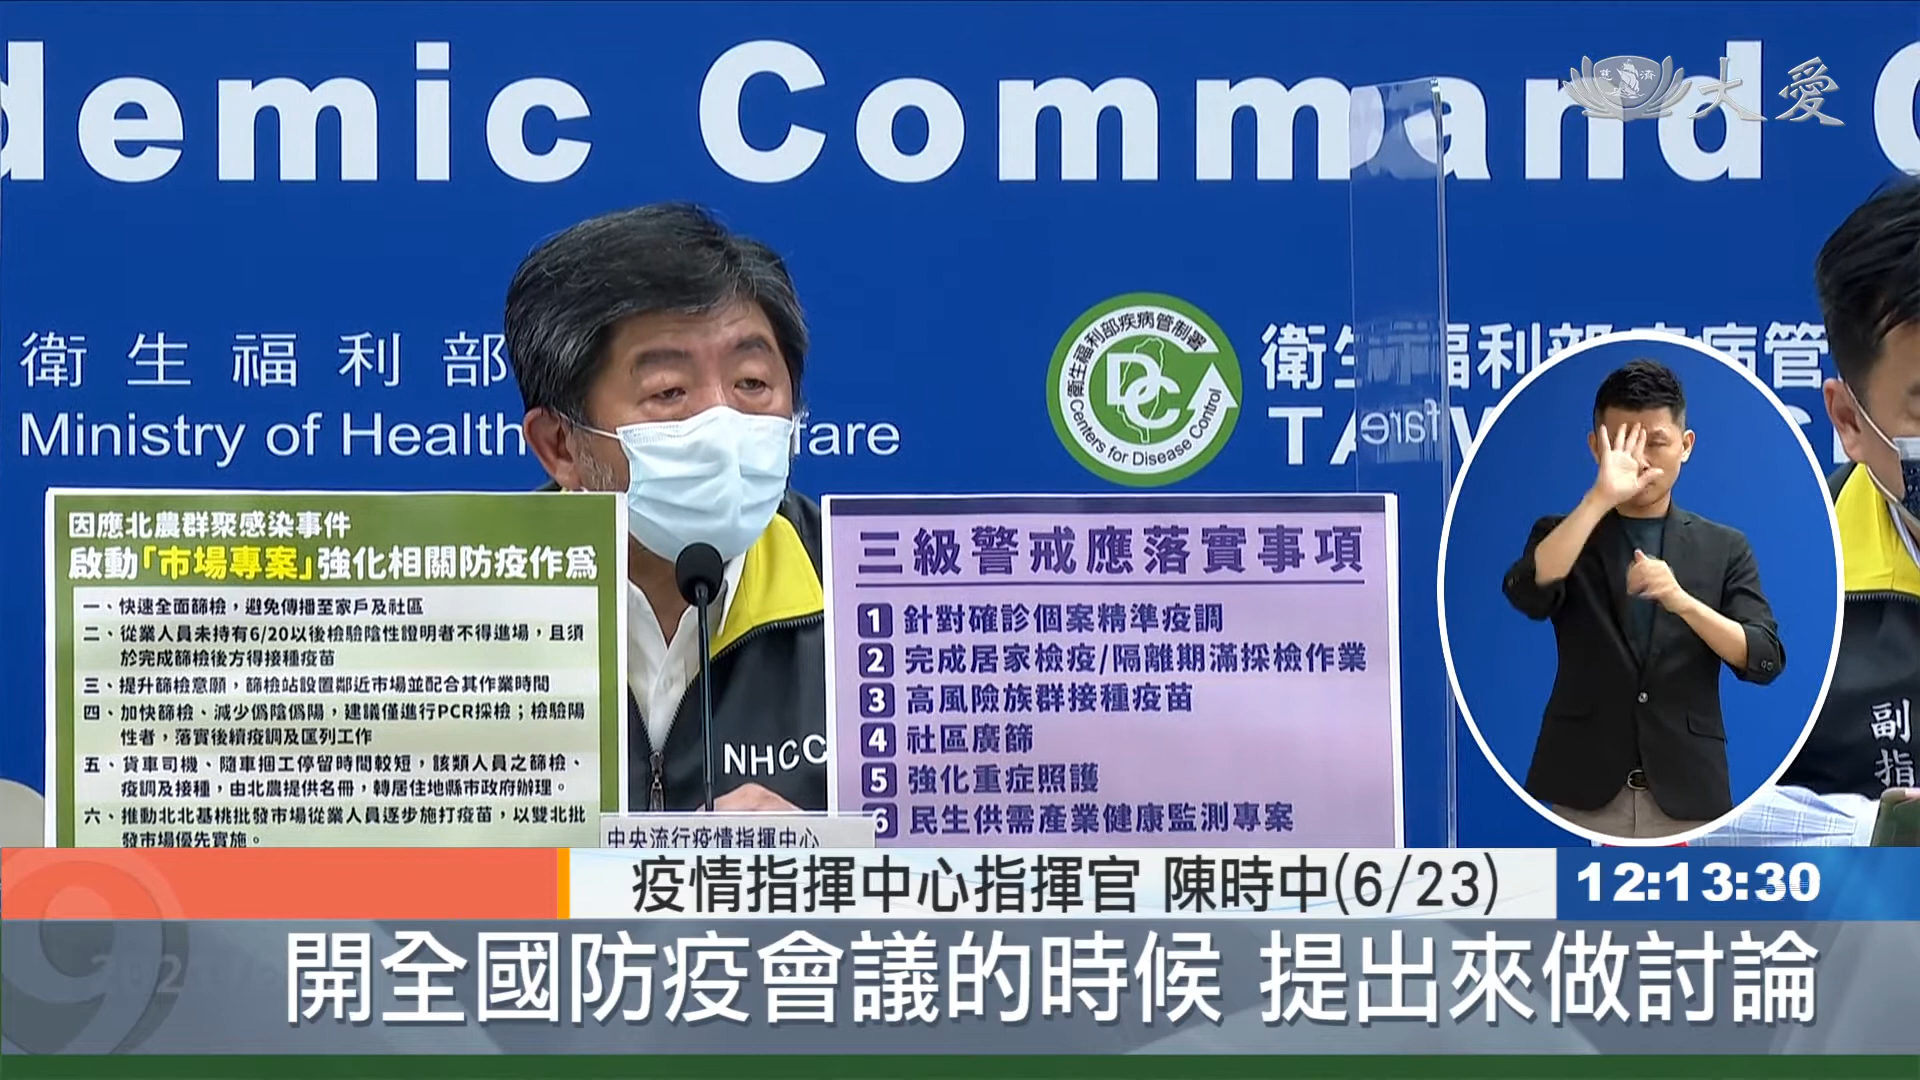 demic Command C
慈濟
大愛
衛生福利部
Ministry of Health
fare
衛生福利部疾病管制署
Centers for Disease Control
衛生福利部疾病管
fare
因應北農群聚感染事件
啟動「市場專案」強化相關防疫作為
一、快速全面篩檢，避免傳播至家戶及社區
二、從業人員未持有6/20以後檢驗陰性證明者不得進場，且須
於完成篩檢後方得接種疫苗
三、提升篩檢意願，篩檢站設置鄰近市場並配合其作業時間
四、加快篩檢、減少偽陰偽陽，建議僅進行PCR採檢；檢驗陽
性者，落實後續疫調及匡列工作
五、貨車司機、隨車捆工停留時間較短，該類人員之篩檢、
疫調及接種，由北農提供名冊，轉居住地縣市政府辦理。
六、推動北北基桃批發市場從業人員逐步施打疫苗，以雙北批
發市場優先實施。
三級警戒應落實事項
1 針對確診個案精準疫調
2 完成居家檢疫/隔離期滿採檢作業
3 高風險族群接種疫苗
4 社區廣篩
5 強化重症照護
6 民生供需產業健康監測專案
NHCC
副指
中央流行疫情指揮中心
疫情指揮中心指揮官 陳時中(6/23)
12:13:30
開全國防疫會議的時候 提出來做討論